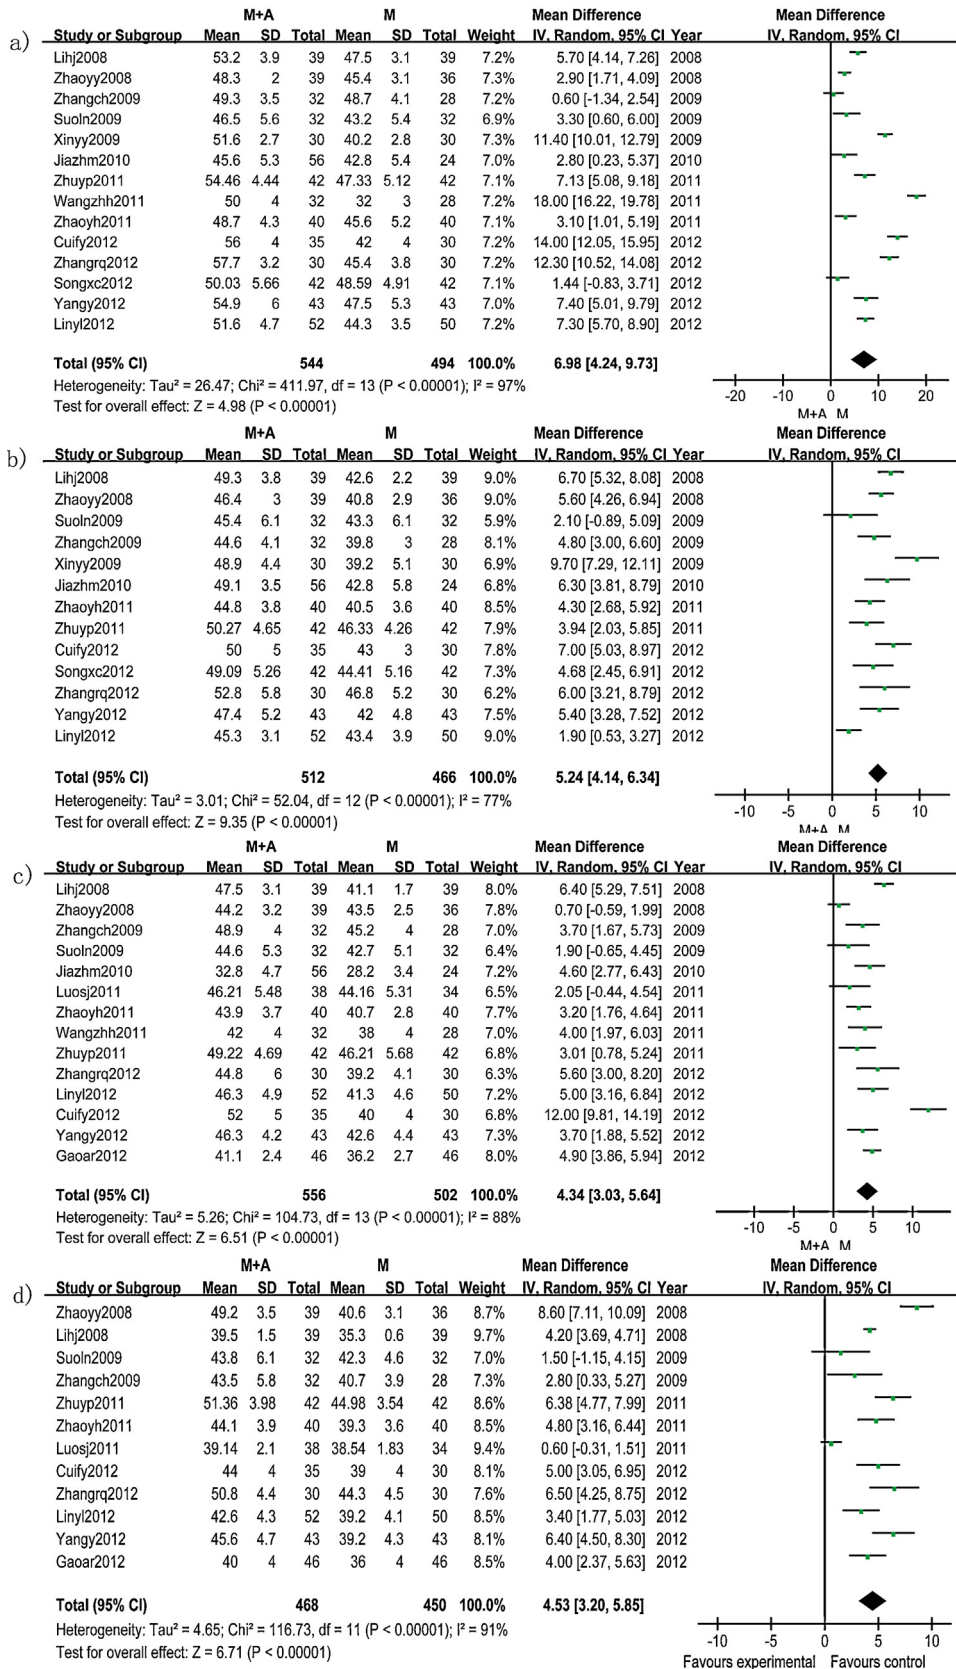 M+A M Mean Difference Mean Difference
a) Study or Subgroup Mean SD Total Mean SD Total Weight IV, Random, 95% CI Year IV, Random, 95% CI
Lihj2008 53.2 3.9 39 47.5 3.1 39 7.2% 5.70 [4.14, 7.26] 2008
Zhaoyy2008 48.3 2 39 45.4 3.1 36 7.2% 2.90 [1.71, 4.09] 2008
Zhangch2009 49.3 3.5 32 48.7 4.1 28 7.2% 0.60 [-1.34, 2.54] 2009
Suoln2009 46.5 5.6 32 43.2 5.4 32 6.9% 3.30 [0.60, 6.00] 2009
Xinyy2009 51.6 2.7 30 40.2 2.8 30 7.3% 11.40 [10.01, 12.79] 2009
Jiazhm2010 45.6 5.3 56 42.8 5.4 24 7.0% 2.80 [0.23, 5.37] 2010
Zhuyp2011 54.46 4.44 42 47.33 5.12 42 7.1% 7.13 [5.08, 9.18] 2011
Wangzhh2011 50 4 32 32 3 28 7.2% 18.00 [16.22, 19.78] 2011
Zhaoyh2011 48.7 4.3 40 45.6 5.2 40 7.1% 3.10 [1.01, 5.19] 2011
Cuify2012 56 4 35 42 4 30 7.2% 14.00 [12.05, 15.95] 2012
Zhangrq2012 57.7 3.2 30 45.4 3.8 30 7.2% 12.30 [10.52, 14.08] 2012
Songxc2012 50.03 5.66 42 48.59 4.91 42 7.1% 1.44 [-0.83, 3.71] 2012
Yangy2012 54.9 6 43 47.5 5.3 43 7.0% 7.40 [5.01, 9.79] 2012
Linyl2012 51.6 4.7 52 44.3 3.5 50 7.2% 7.30 [5.70, 8.90] 2012
Total (95% CI) 544 494 100.0% 6.98 [4.24, 9.73]
Heterogeneity: Tau² = 26.47; Chi² = 411.97, df = 13 (P < 0.00001); I² = 97%
Test for overall effect: Z = 4.98 (P < 0.00001)
-20 -10 0 10 20
M+A M
M+A M Mean Difference Mean Difference
b) Study or Subgroup Mean SD Total Mean SD Total Weight IV, Random, 95% CI Year IV, Random, 95% CI
Lihj2008 49.3 3.8 39 42.6 2.2 39 9.0% 6.70 [5.32, 8.08] 2008
Zhaoyy2008 46.4 3 39 40.8 2.9 36 9.0% 5.60 [4.26, 6.94] 2008
Suoln2009 45.4 6.1 32 43.3 6.1 32 5.9% 2.10 [-0.89, 5.09] 2009
Zhangch2009 44.6 4.1 32 39.8 3 28 8.1% 4.80 [3.00, 6.60] 2009
Xinyy2009 48.9 4.4 30 39.2 5.1 30 6.9% 9.70 [7.29, 12.11] 2009
Jiazhm2010 49.1 3.5 56 42.8 5.8 24 6.8% 6.30 [3.81, 8.79] 2010
Zhaoyh2011 44.8 3.8 40 40.5 3.6 40 8.5% 4.30 [2.68, 5.92] 2011
Zhuyp2011 50.27 4.65 42 46.33 4.26 42 7.9% 3.94 [2.03, 5.85] 2011
Cuify2012 50 5 35 43 3 30 7.8% 7.00 [5.03, 8.97] 2012
Songxc2012 49.09 5.26 42 44.41 5.16 42 7.3% 4.68 [2.45, 6.91] 2012
Zhangrq2012 52.8 5.8 30 46.8 5.2 30 6.2% 6.00 [3.21, 8.79] 2012
Yangy2012 47.4 5.2 43 42 4.8 43 7.5% 5.40 [3.28, 7.52] 2012
Linyl2012 45.3 3.1 52 43.4 3.9 50 9.0% 1.90 [0.53, 3.27] 2012
Total (95% CI) 512 466 100.0% 5.24 [4.14, 6.34]
Heterogeneity: Tau² = 3.01; Chi² = 52.04, df = 12 (P < 0.00001); I² = 77%
Test for overall effect: Z = 9.35 (P < 0.00001)
-10 -5 0 5 10
M+A M
M+A M Mean Difference Mean Difference
c) Study or Subgroup Mean SD Total Mean SD Total Weight IV, Random, 95% CI Year IV, Random, 95% CI
Lihj2008 47.5 3.1 39 41.1 1.7 39 8.0% 6.40 [5.29, 7.51] 2008
Zhaoyy2008 44.2 3.2 39 43.5 2.5 36 7.8% 0.70 [-0.59, 1.99] 2008
Zhangch2009 48.9 4 32 45.2 4 28 7.0% 3.70 [1.67, 5.73] 2009
Suoln2009 44.6 5.3 32 42.7 5.1 32 6.4% 1.90 [-0.65, 4.45] 2009
Jiazhm2010 32.8 4.7 56 28.2 3.4 24 7.2% 4.60 [2.77, 6.43] 2010
Luosj2011 46.21 5.48 38 44.16 5.31 34 6.5% 2.05 [-0.44, 4.54] 2011
Zhaoyh2011 43.9 3.7 40 40.7 2.8 40 7.7% 3.20 [1.76, 4.64] 2011
Wangzhh2011 42 4 32 38 4 28 7.0% 4.00 [1.97, 6.03] 2011
Zhuyp2011 49.22 4.69 42 46.21 5.68 42 6.8% 3.01 [0.78, 5.24] 2011
Zhangrq2012 44.8 6 30 39.2 4.1 30 6.3% 5.60 [3.00, 8.20] 2012
Linyl2012 46.3 4.9 52 41.3 4.6 50 7.2% 5.00 [3.16, 6.84] 2012
Cuify2012 52 5 35 40 4 30 6.8% 12.00 [9.81, 14.19] 2012
Yangy2012 46.3 4.2 43 42.6 4.4 43 7.3% 3.70 [1.88, 5.52] 2012
Gaoar2012 41.1 2.4 46 36.2 2.7 46 8.0% 4.90 [3.86, 5.94] 2012
Total (95% CI) 556 502 100.0% 4.34 [3.03, 5.64]
Heterogeneity: Tau² = 5.26; Chi² = 104.73, df = 13 (P < 0.00001); I² = 88%
Test for overall effect: Z = 6.51 (P < 0.00001)
-10 -5 0 5 10
M+A M
M+A M Mean Difference Mean Difference
d) Study or Subgroup Mean SD Total Mean SD Total Weight IV, Random, 95% CI Year IV, Random, 95% CI
Zhaoyy2008 49.2 3.5 39 40.6 3.1 36 8.7% 8.60 [7.11, 10.09] 2008
Lihj2008 39.5 1.5 39 35.3 0.6 39 9.7% 4.20 [3.69, 4.71] 2008
Suoln2009 43.8 6.1 32 42.3 4.6 32 7.0% 1.50 [-1.15, 4.15] 2009
Zhangch2009 43.5 5.8 32 40.7 3.9 28 7.3% 2.80 [0.33, 5.27] 2009
Zhuyp2011 51.36 3.98 42 44.98 3.54 42 8.6% 6.38 [4.77, 7.99] 2011
Zhaoyh2011 44.1 3.9 40 39.3 3.6 40 8.5% 4.80 [3.16, 6.44] 2011
Luosj2011 39.14 2.1 38 38.54 1.83 34 9.4% 0.60 [-0.31, 1.51] 2011
Cuify2012 44 4 35 39 4 30 8.1% 5.00 [3.05, 6.95] 2012
Zhangrq2012 50.8 4.4 30 44.3 4.5 30 7.6% 6.50 [4.25, 8.75] 2012
Linyl2012 42.6 4.3 52 39.2 4.1 50 8.5% 3.40 [1.77, 5.03] 2012
Yangy2012 45.6 4.7 43 39.2 4.3 43 8.1% 6.40 [4.50, 8.30] 2012
Gaoar2012 40 4 46 36 4 46 8.5% 4.00 [2.37, 5.63] 2012
Total (95% CI) 468 450 100.0% 4.53 [3.20, 5.85]
Heterogeneity: Tau² = 4.65; Chi² = 116.73, df = 11 (P < 0.00001); I² = 91%
Test for overall effect: Z = 6.71 (P < 0.00001)
-10 -5 0 5 10
Favours experimental Favours control